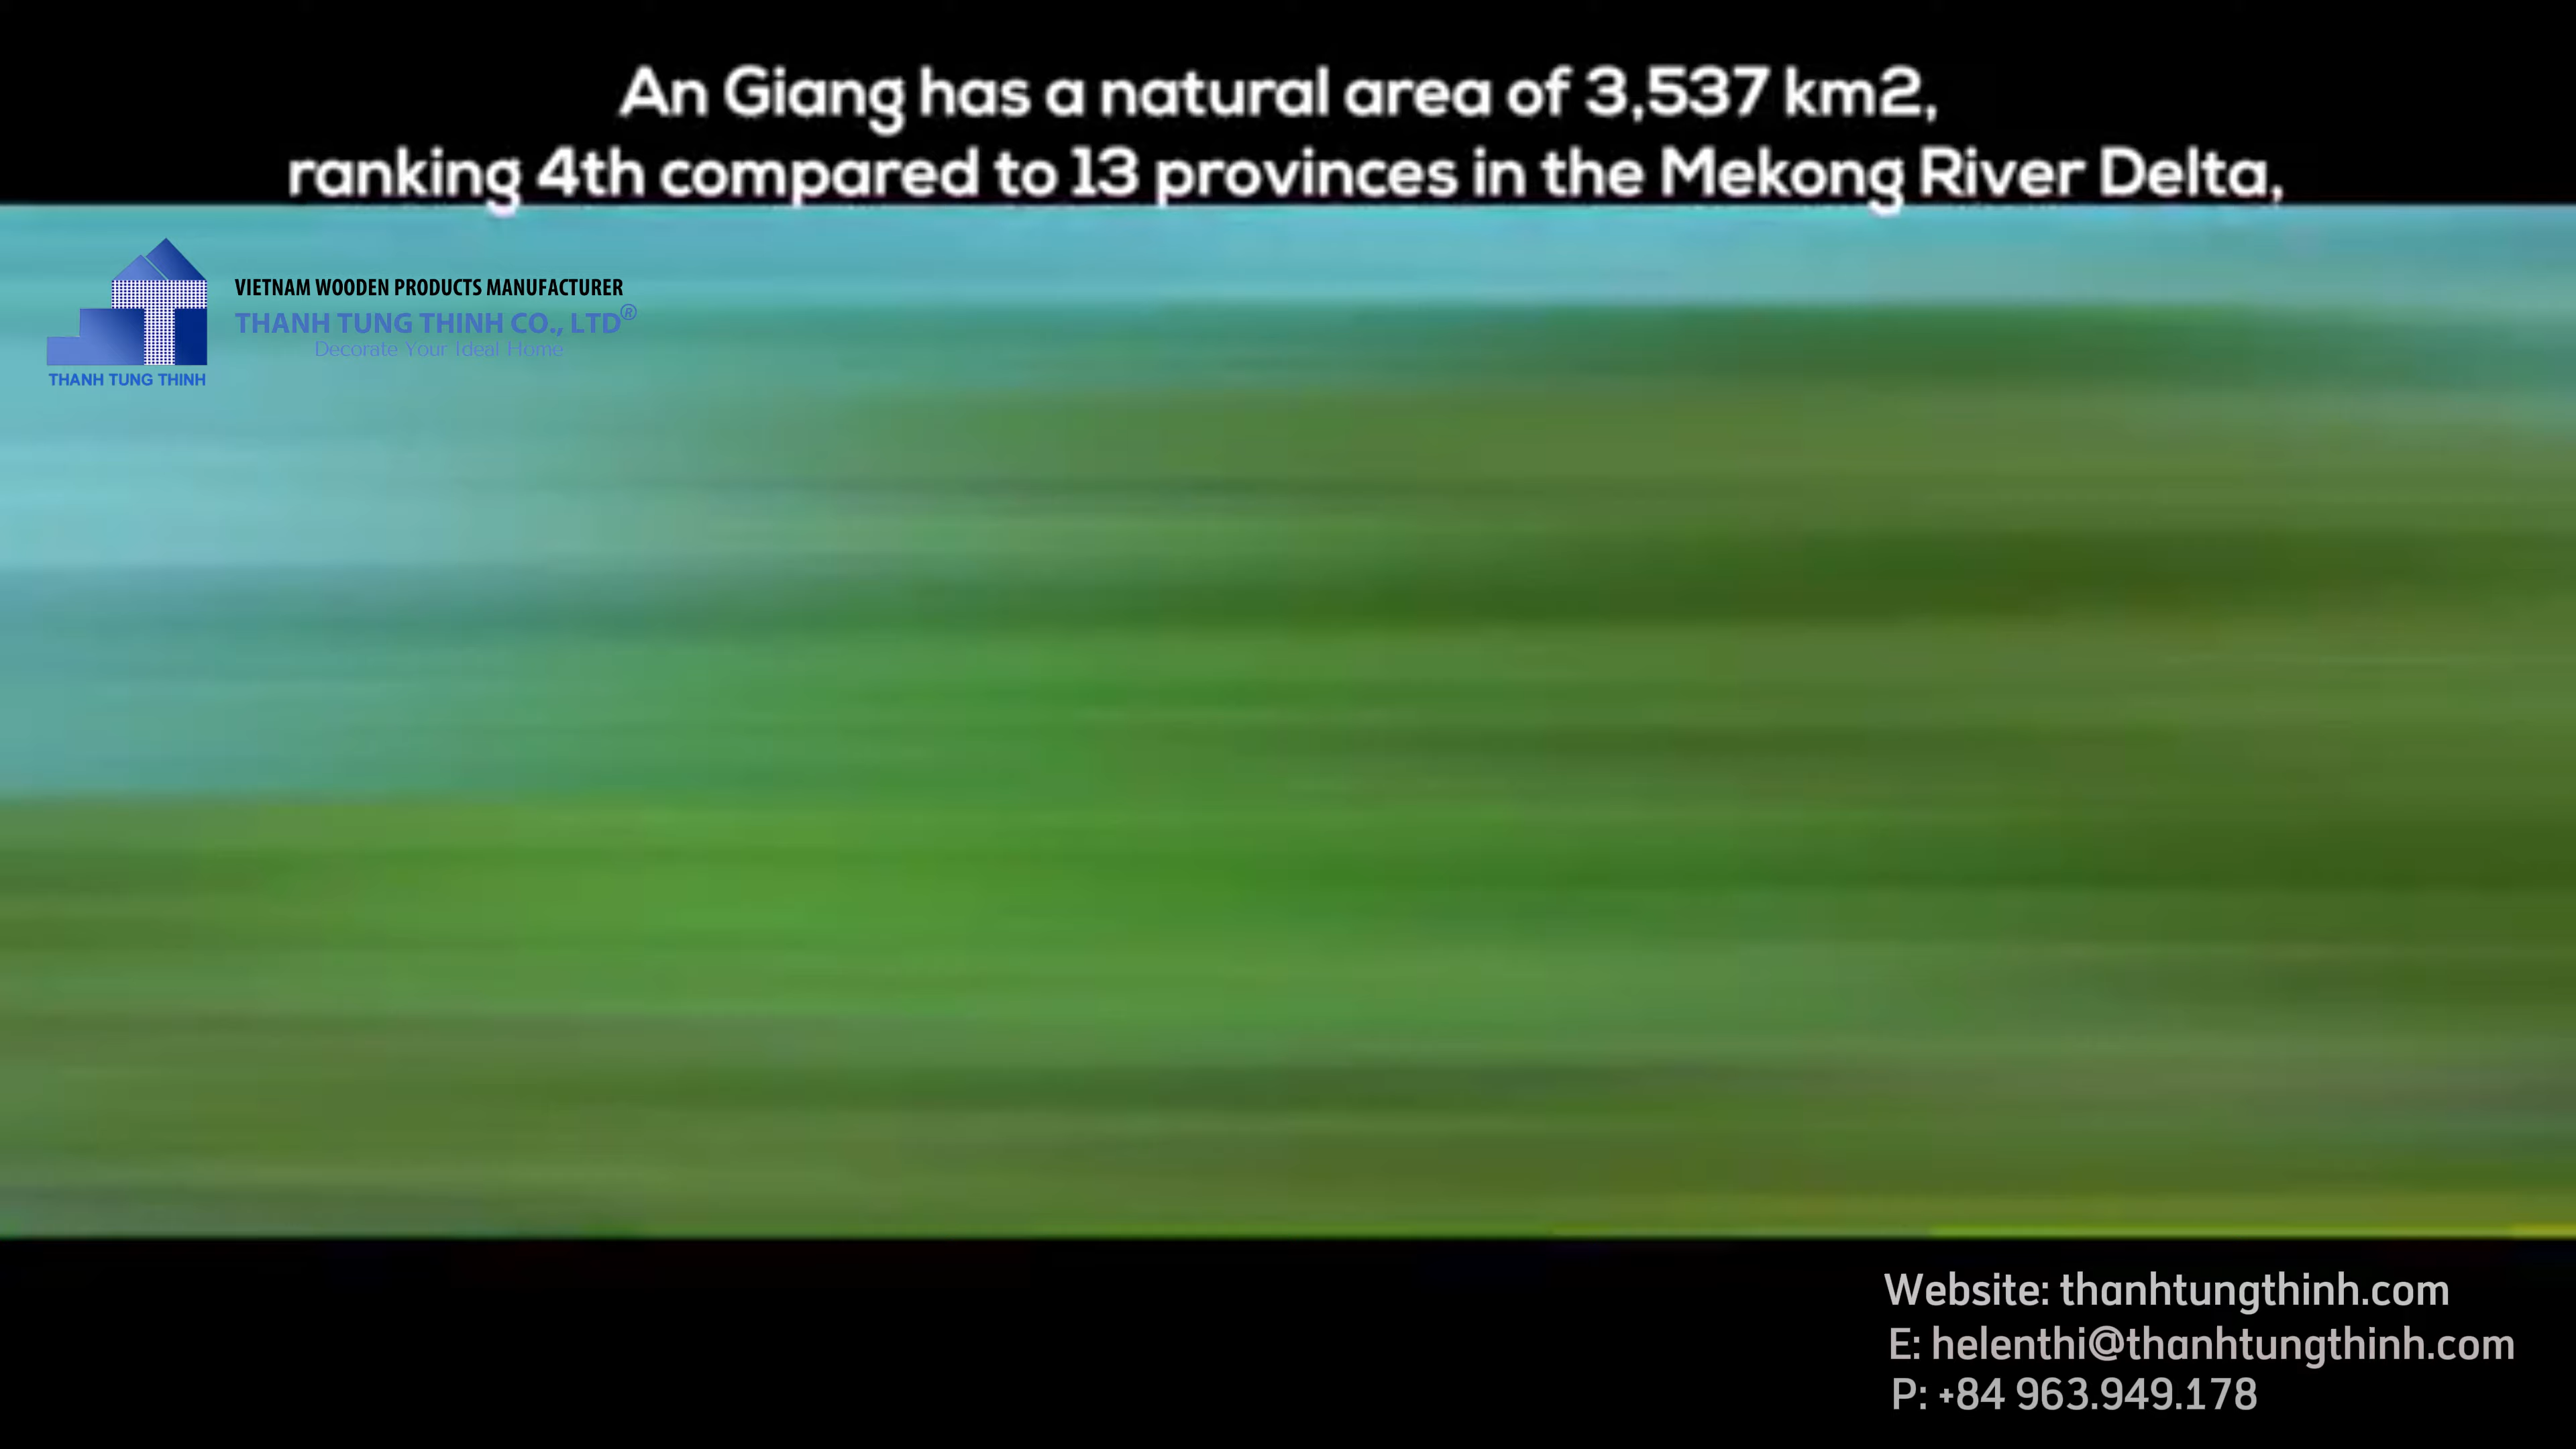 An Giang has a natural area of 3,537 km2,
ranking 4th compared to 13 provinces in the Mekong River Delta,
VIETNAM WOODEN PRODUCTS MANUFACTURER
THANH TUNG THINH CO., LTD®
Decorate Your Ideal Home
THANH TUNG THINH
Website: thanhtungthinh.com
E: helenthi@thanhtungthinh.com
P: +84 963.949.178